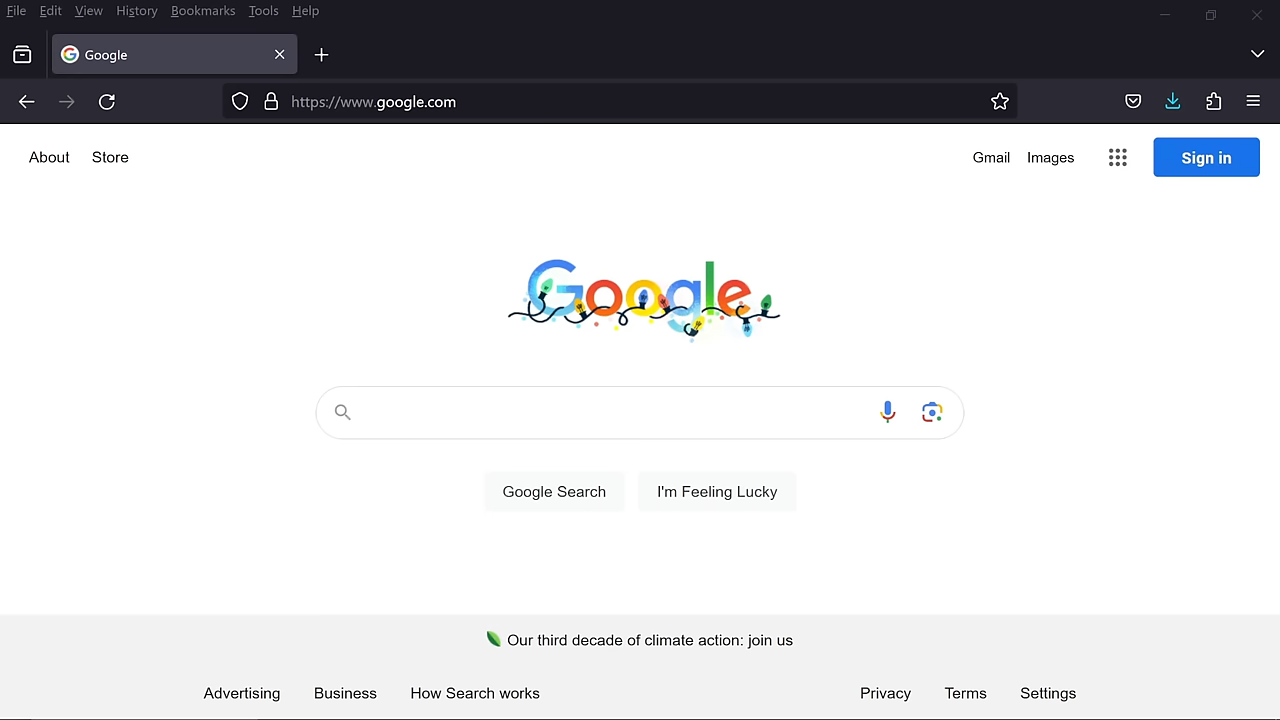 File Edit View History Bookmarks Tools Help
Google
https://www.google.com
About Store Gmail Images Sign in
Google
Google Search I'm Feeling Lucky
Our third decade of climate action: join us
Advertising Business How Search works Privacy Terms Settings